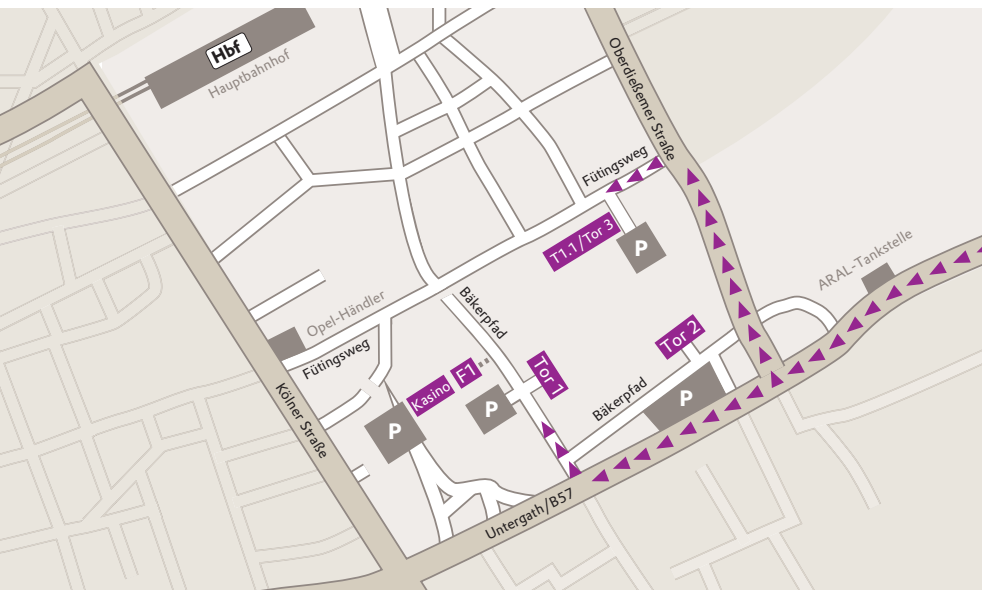 Hbf
Hauptbahnhof
Oberdießemer Straße
Fütingsweg
T1.1/Tor 3
P
ARAL-Tankstelle
Opel-Händler
Bäkerpfad
Fütingsweg
Tor 2
Kasino
F1
Tor 1
Kölner Straße
P
P
Bäkerpfad
P
Untergath/B57